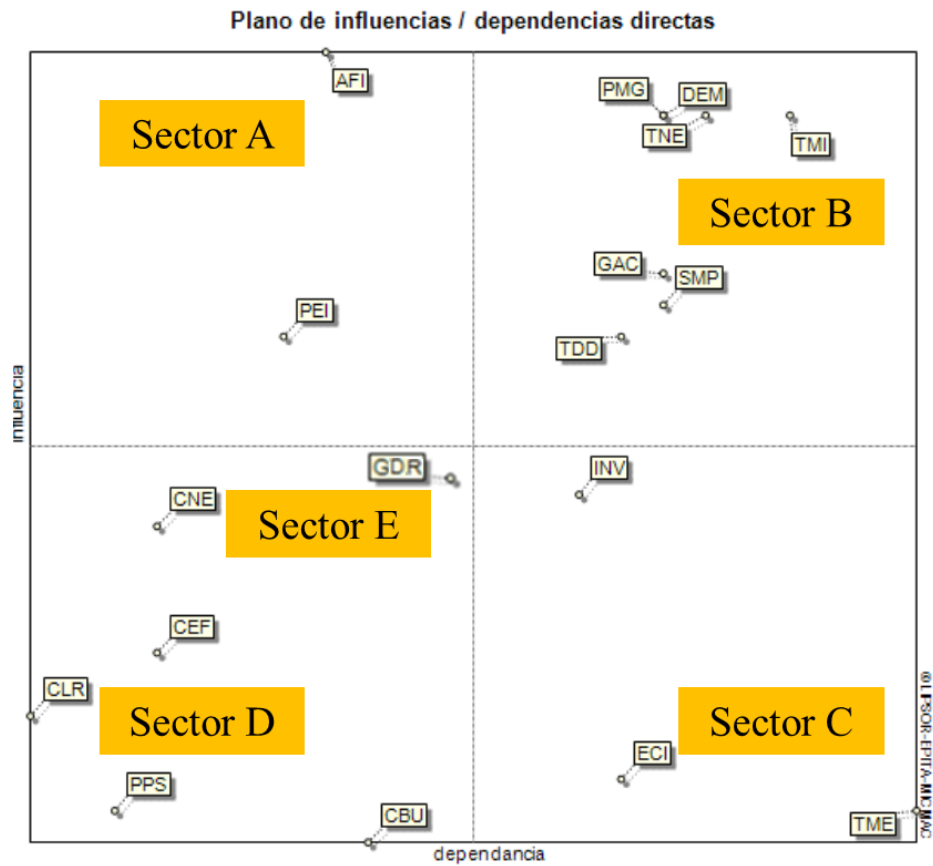 Plano de influencias / dependencias directas
AFI
PMG
DEM
TNE
TMI
Sector A
Sector B
GAC
SMP
PEI
TDD
influencia
GDR
INV
CNE
Sector E
CEF
CLR
Sector D
Sector C
ECI
PPS
CBU
TME
dependancia
© LIPSOR-EPITA-MICMAC